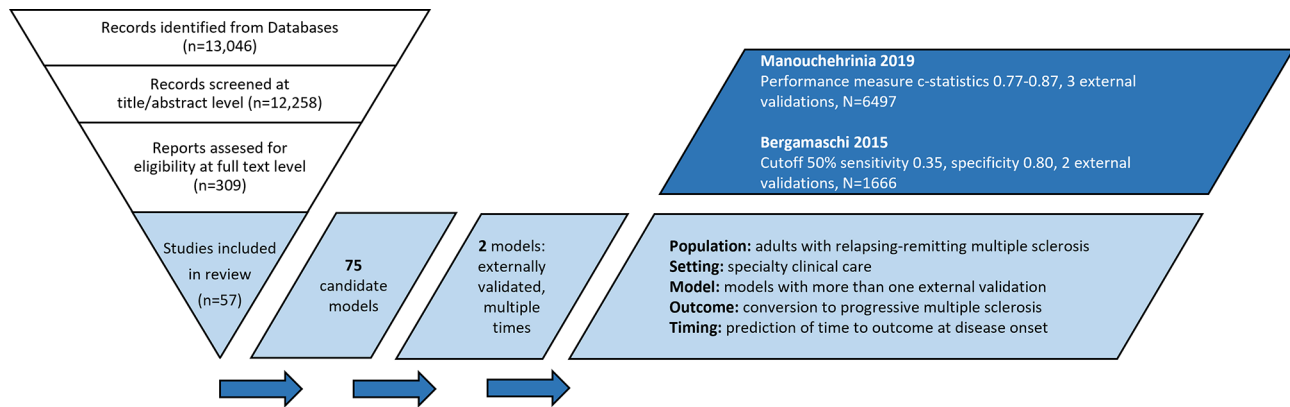 Records identified from Databases
(n=13,046)
Records screened at
title/abstract level (n=12,258)
Reports assesed for
eligibility at full text level
(n=309)
Studies included
in review
(n=57)
75
candidate
models
2 models:
externally
validated,
multiple
times
Manouchehrinia 2019
Performance measure c-statistics 0.77-0.87, 3 external
validations, N=6497
Bergamaschi 2015
Cutoff 50% sensitivity 0.35, specificity 0.80, 2 external
validations, N=1666
Population: adults with relapsing-remitting multiple sclerosis
Setting: specialty clinical care
Model: models with more than one external validation
Outcome: conversion to progressive multiple sclerosis
Timing: prediction of time to outcome at disease onset